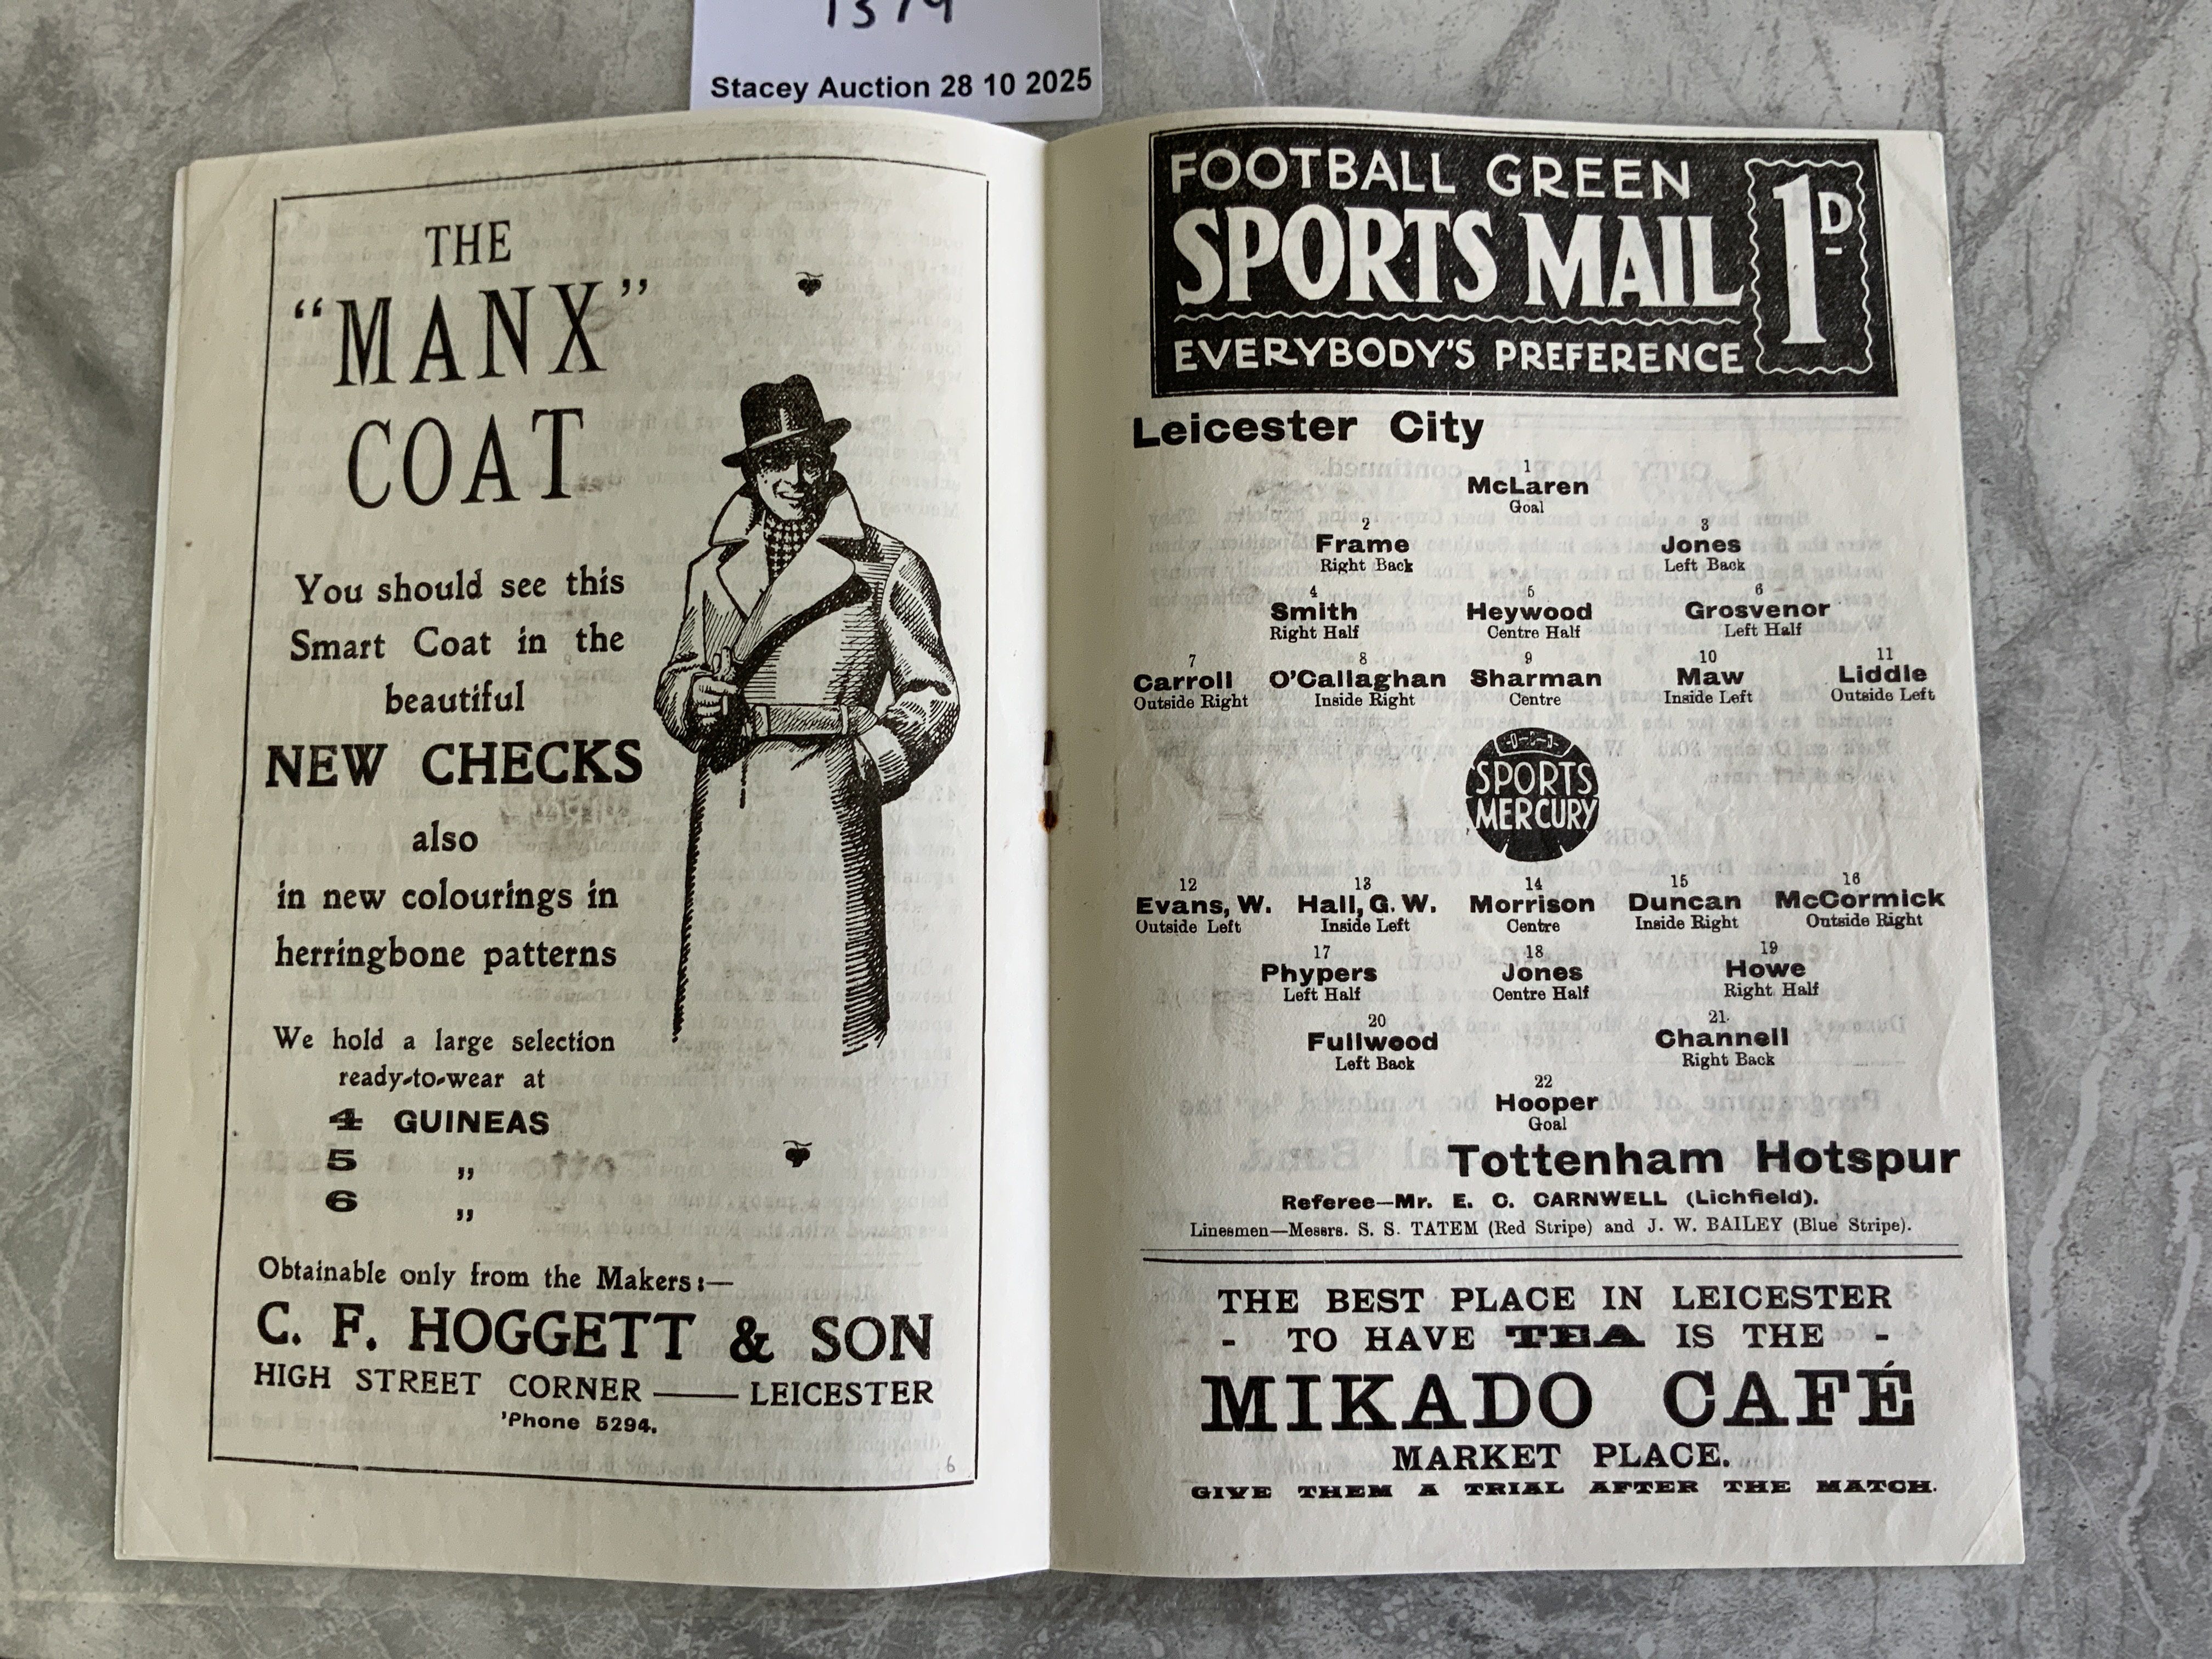 1379
Stacey Auction 28 10 2025
THE
"MANX"
COAT
You should see this
Smart Coat in the
beautiful
NEW CHECKS
also
in new colourings in
herringbone patterns
We hold a large selection
ready-to-wear at
4 GUINEAS
5 „
6 „
Obtainable only from the Makers:—
C. F. HOGGETT & SON
HIGH STREET CORNER —— LEICESTER
'Phone 5294.
6
FOOTBALL GREEN
SPORTS MAIL
1D-
EVERYBODY'S PREFERENCE
Leicester City
1
McLaren
Goal
2 3
Frame Jones
Right Back Left Back
4 5 6
Smith Heywood Grosvenor
Right Half Centre Half Left Half
7 8 9 10 11
Carroll O'Callaghan Sharman Maw Liddle
Outside Right Inside Right Centre Inside Left Outside Left
SPORTS
MERCURY
12 13 14 15 16
Evans, W. Hall, G. W. Morrison Duncan McCormick
Outside Left Inside Left Centre Inside Right Outside Right
17 18 19
Phypers Jones Howe
Left Half Centre Half Right Half
20 21
Fullwood Channell
Left Back Right Back
22
Hooper
Goal
Tottenham Hotspur
Referee—Mr. E. C. CARNWELL (Lichfield).
Linesmen—Messrs. S. S. TATEM (Red Stripe) and J. W. BAILEY (Blue Stripe).
THE BEST PLACE IN LEICESTER
- TO HAVE TEA IS THE -
MIKADO CAFÉ
MARKET PLACE.
GIVE THEM A TRIAL AFTER THE MATCH.